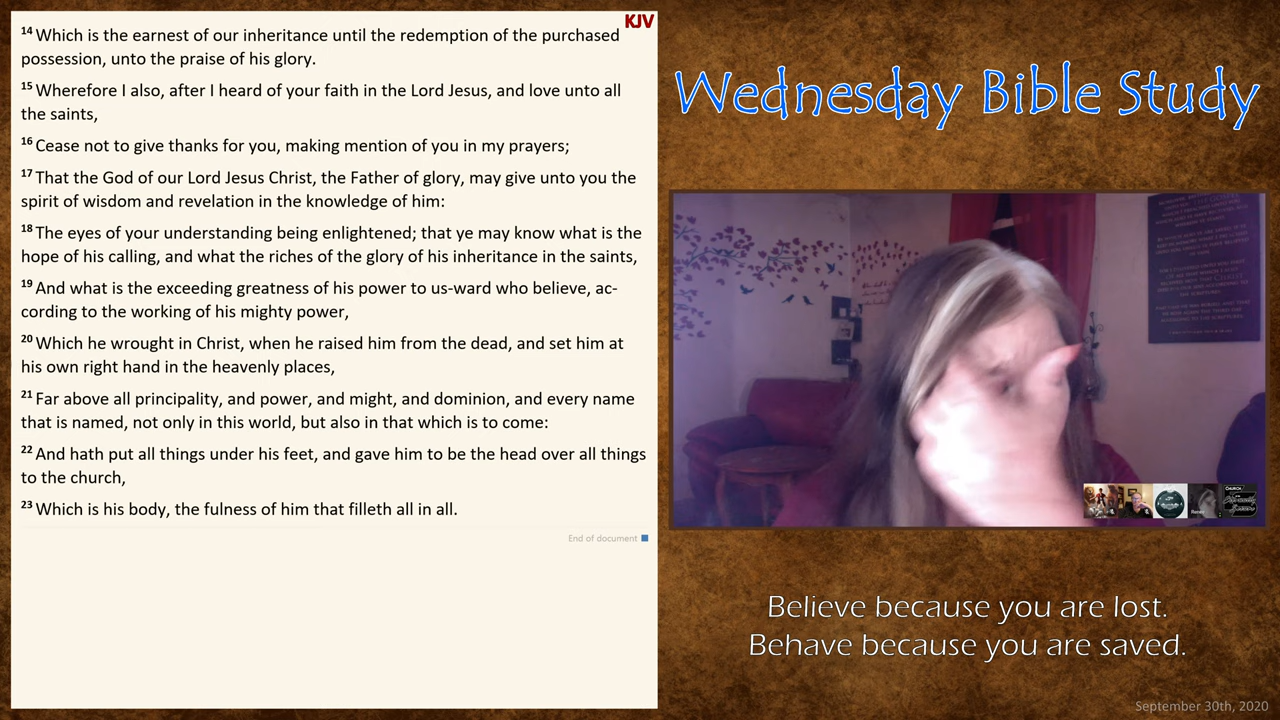 KJV
14 Which is the earnest of our inheritance until the redemption of the purchased
possession, unto the praise of his glory.
15 Wherefore I also, after I heard of your faith in the Lord Jesus, and love unto all
the saints,
16 Cease not to give thanks for you, making mention of you in my prayers;
17 That the God of our Lord Jesus Christ, the Father of glory, may give unto you the
spirit of wisdom and revelation in the knowledge of him:
18 The eyes of your understanding being enlightened; that ye may know what is the
hope of his calling, and what the riches of the glory of his inheritance in the saints,
19 And what is the exceeding greatness of his power to us-ward who believe, ac-
cording to the working of his mighty power,
20 Which he wrought in Christ, when he raised him from the dead, and set him at
his own right hand in the heavenly places,
21 Far above all principality, and power, and might, and dominion, and every name
that is named, not only in this world, but also in that which is to come:
22 And hath put all things under his feet, and gave him to be the head over all things
to the church,
23 Which is his body, the fulness of him that filleth all in all.
End of document
Wednesday Bible Study
CHURCH
Believe because you are lost.
Behave because you are saved.
September 30th, 2020